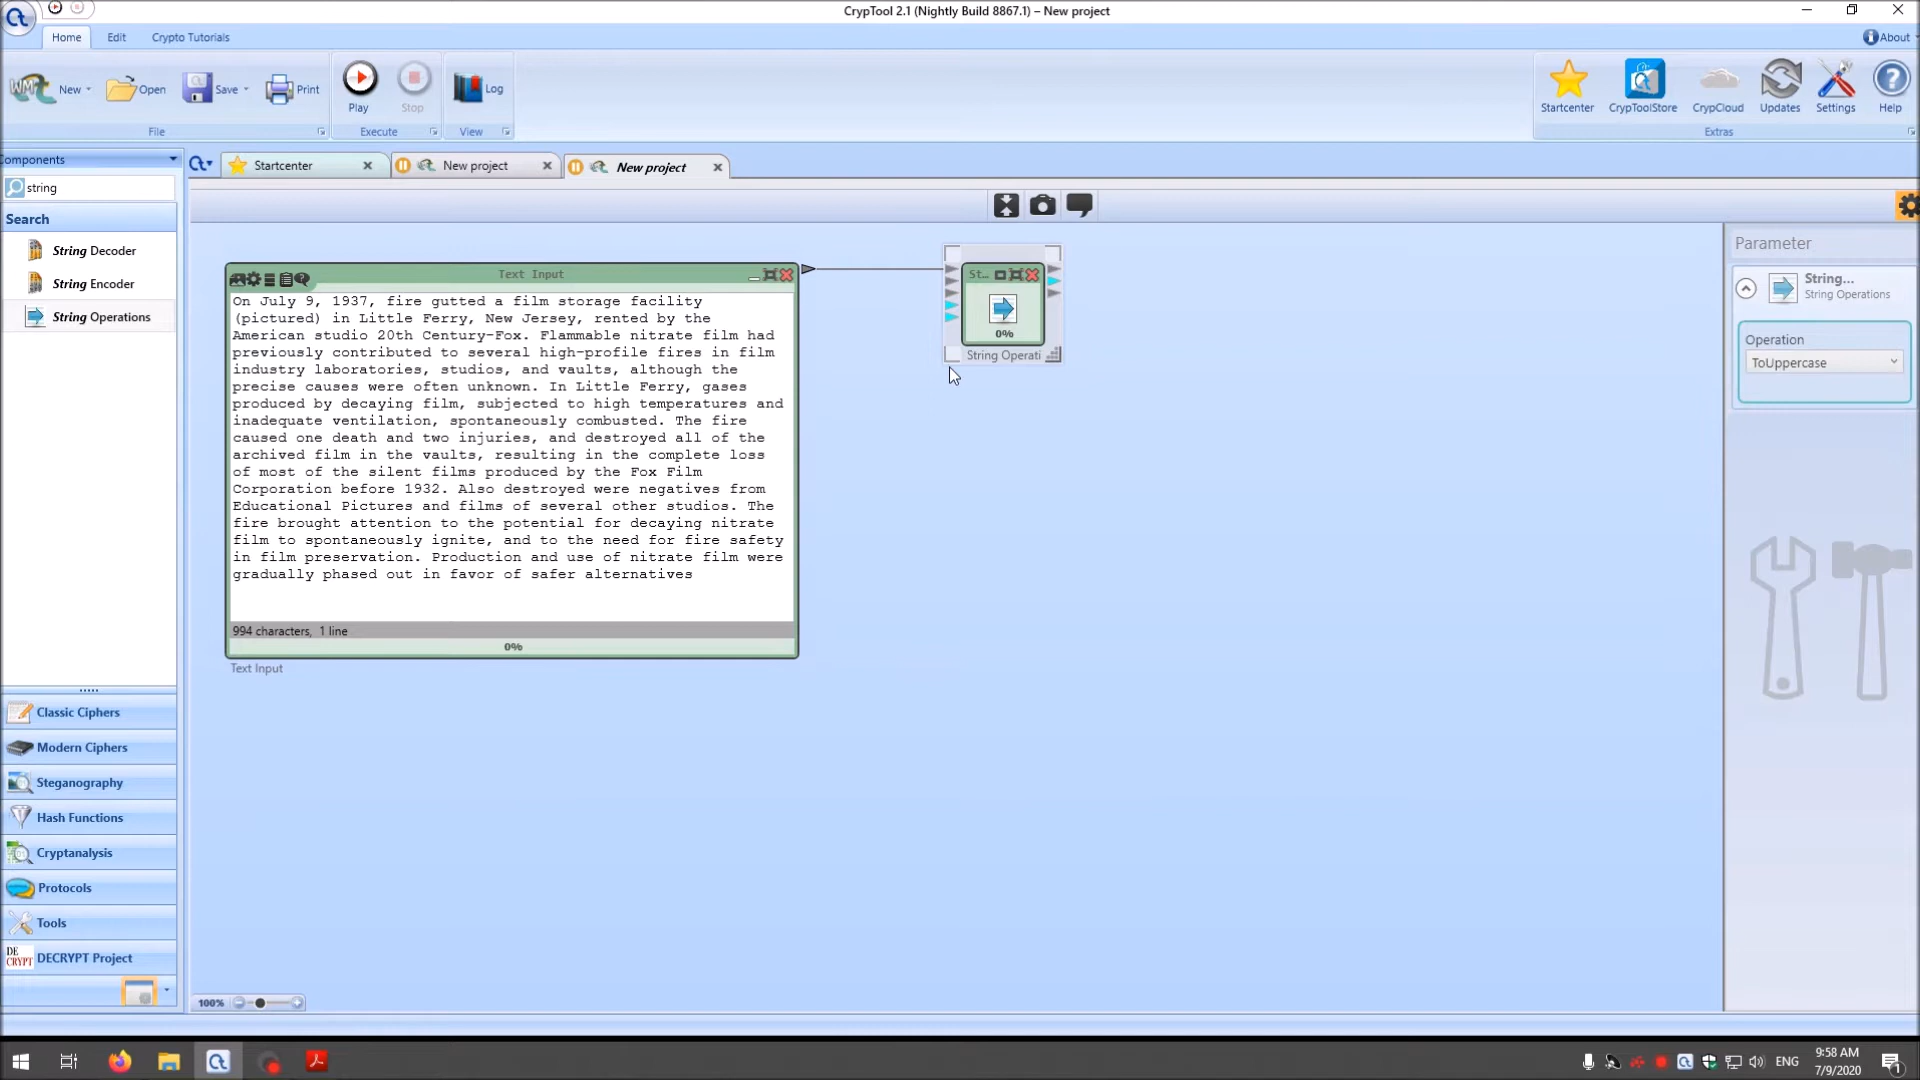 CrypTool 2.1 (Nightly Build 8867.1) – New project
Home Edit Crypto Tutorials
About
New Open Save Print Play Stop Log
Startcenter CrypToolStore CrypCloud Updates Settings Help
File Execute View Extras
Components
Startcenter New project New project
string
Search
String Decoder
String Encoder
String Operations
Classic Ciphers
Modern Ciphers
Steganography
Hash Functions
Cryptanalysis
Protocols
Tools
DECRYPT Project
DE
CRYPT
Text Input
On July 9, 1937, fire gutted a film storage facility
(pictured) in Little Ferry, New Jersey, rented by the
American studio 20th Century-Fox. Flammable nitrate film had
previously contributed to several high-profile fires in film
industry laboratories, studios, and vaults, although the
precise causes were often unknown. In Little Ferry, gases
produced by decaying film, subjected to high temperatures and
inadequate ventilation, spontaneously combusted. The fire
caused one death and two injuries, and destroyed all of the
archived film in the vaults, resulting in the complete loss
of most of the silent films produced by the Fox Film
Corporation before 1932. Also destroyed were negatives from
Educational Pictures and films of several other studios. The
fire brought attention to the potential for decaying nitrate
film to spontaneously ignite, and to the need for fire safety
in film preservation. Production and use of nitrate film were
gradually phased out in favor of safer alternatives
994 characters, 1 line
0%
Text Input
St...
0%
String Operati
Parameter
String...
String Operations
Operation
ToUppercase
100%
ENG
9:58 AM
7/9/2020
1